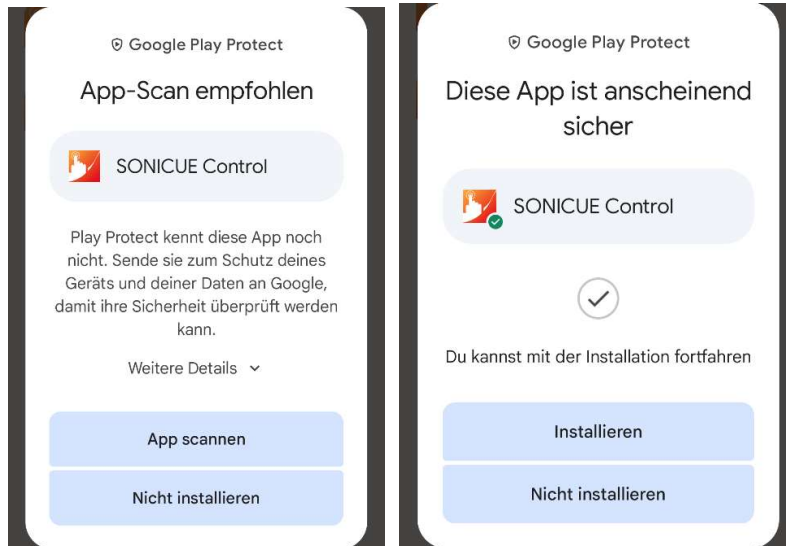 Google Play Protect
App-Scan empfohlen
SONICUE Control
Play Protect kennt diese App noch
nicht. Sende sie zum Schutz deines
Geräts und deiner Daten an Google,
damit ihre Sicherheit überprüft werden
kann.
Weitere Details
App scannen
Nicht installieren
Google Play Protect
Diese App ist anscheinend
sicher
SONICUE Control
Du kannst mit der Installation fortfahren
Installieren
Nicht installieren